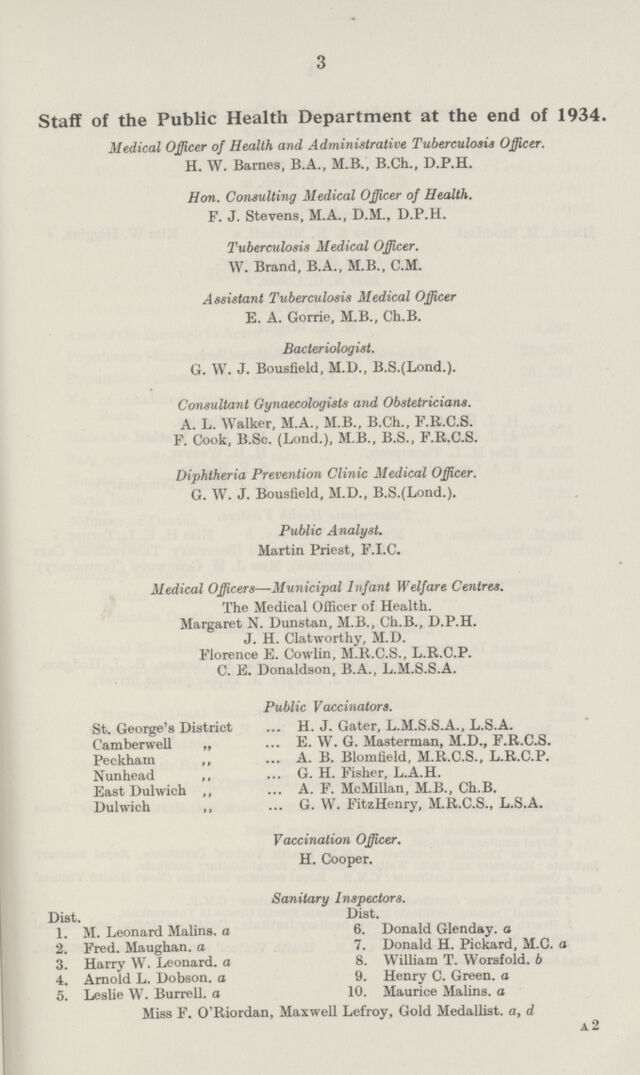 3
Staff of the Public Health Department at the end of 1934.
Medical Officer of Health and Administrative Tuberculosis Officer.
H. W. Barnes, B.A., M.B., B.Ch., D.P.H.
Hon. Consulting Medical Officer of Health.
F. J. Stevens, M.A., D.M., D.P.H.
Tuberculosis Medical Officer.
W. Brand, B.A., M.B., C.M.
Assistant Tuberculosis Medical Officer
E. A. Gorrie, M.B., Ch.B.
Bacteriologist.
G. W. J. Bousfield, M.D., B.S.(Lond.).
Consultant Gynaecologists and Obstetricians.
A. L. Walker, M.A., M.B., B.Ch., F.R.C.S.
F. Cook, B.Sc. (Lond.), M.B., B.S., F.R.C.S.
Diphtheria Prevention Clinic Medical Officer.
G. W. J. Bousfield, M.D., B.S.(Lond.).
Public Analyst.
Martin Priest, F.I.C.
Medical Officers—Municipal Infant Welfare Centres.
The Medical Officer of Health.
Margaret N. Dunstan, M.B., Ch.B., D.P.H.
J. H. Clatworthy, M.D.
Florence E. Cowlin, M.R.C.S., L.R.C.P.
C. E. Donaldson, B.A., L.M.S.S.A.
Public Vaccinators.
St. George's District ... H. J. Gater, L.M.S.S.A., L.S.A.
Camberwell „ ... E. W. G. Masterman, M.D., F.R.C.S.
Peckham „ ... A. B. Blomfield, M.R.C.S., L.R.C.P.
Nunhead „ ... G. H. Fisher, L.A.H.
East Dulwich „ ... A. F. McMillan, M.B., Ch.B.
Dulwich „ ... G. W. FitzHenry, M.R.C.S., L.S.A.
Vaccination Officer.
H. Cooper.
Sanitary Inspectors.
Dist.
1. M. Leonard Malins. a
2. Fred. Maughan. a
3. Harry W. Leonard. a
4. Arnold L. Dobson. a
5. Leslie W. Burrell. a
Dist.
6. Donald Glenday. a
7. Donald H. Pickard, M.C. a
8. William T. Worsfold. b
9. Henry C. Green. a
10. Maurice Malins. a
Miss F. O'Riordan, Maxwell Lefroy, Gold Medallist. a, d
A 2